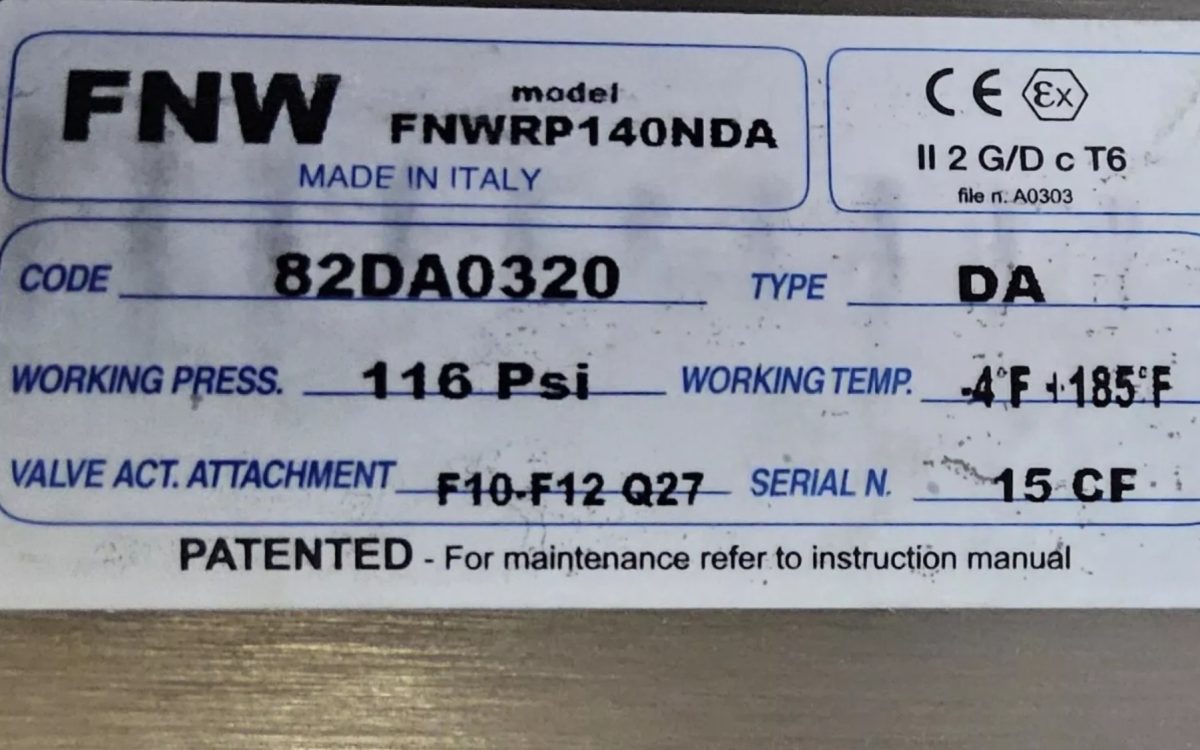 FNW
model
FNWRP140NDA
MADE IN ITALY
CE Ex
II 2 G/D c T6
file n. A0303
CODE 82DA0320 TYPE DA
WORKING PRESS. 116 Psi WORKING TEMP. -4°F +185°F
VALVE ACT. ATTACHMENT F10-F12 Q27 SERIAL N. 15 CF
PATENTED - For maintenance refer to instruction manual